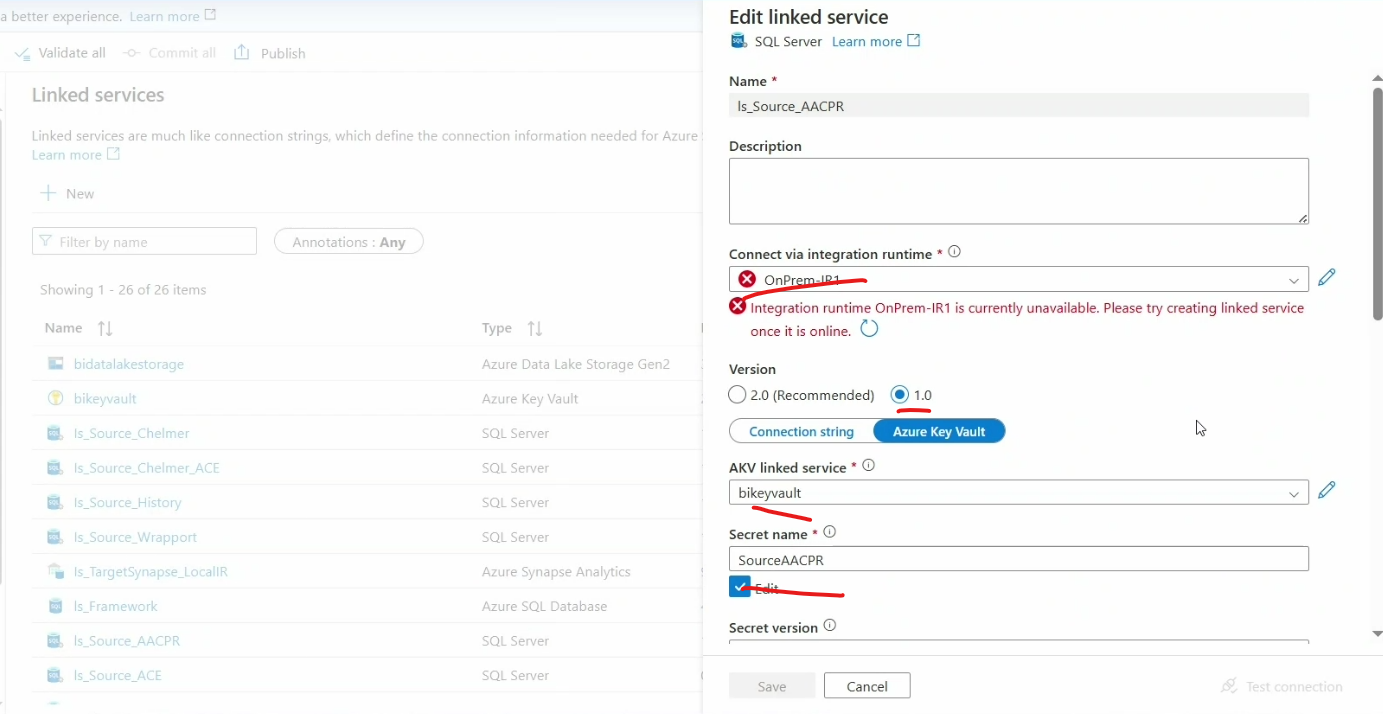 a better experience. Learn more
Validate all Commit all Publish
Linked services
Linked services are much like connection strings, which define the connection information needed for Azure
Learn more
New
Filter by name Annotations : Any
Showing 1 - 26 of 26 items
Name Type
bidatalakestorage Azure Data Lake Storage Gen2
bikeyvault Azure Key Vault
ls_Source_Chelmer SQL Server
ls_Source_Chelmer_ACE SQL Server
ls_Source_History SQL Server
ls_Source_Wrapport SQL Server
ls_TargetSynapse_LocalIR Azure Synapse Analytics
ls_Framework Azure SQL Database
ls_Source_AACPR SQL Server
ls_Source_ACE SQL Server
Edit linked service
SQL Server Learn more
Name *
ls_Source_AACPR
Description
Connect via integration runtime *
OnPrem-IR1
Integration runtime OnPrem-IR1 is currently unavailable. Please try creating linked service
once it is online.
Version
2.0 (Recommended) 1.0
Connection string Azure Key Vault
AKV linked service *
bikeyvault
Secret name *
SourceAACPR
Edit
Secret version
Save Cancel Test connection